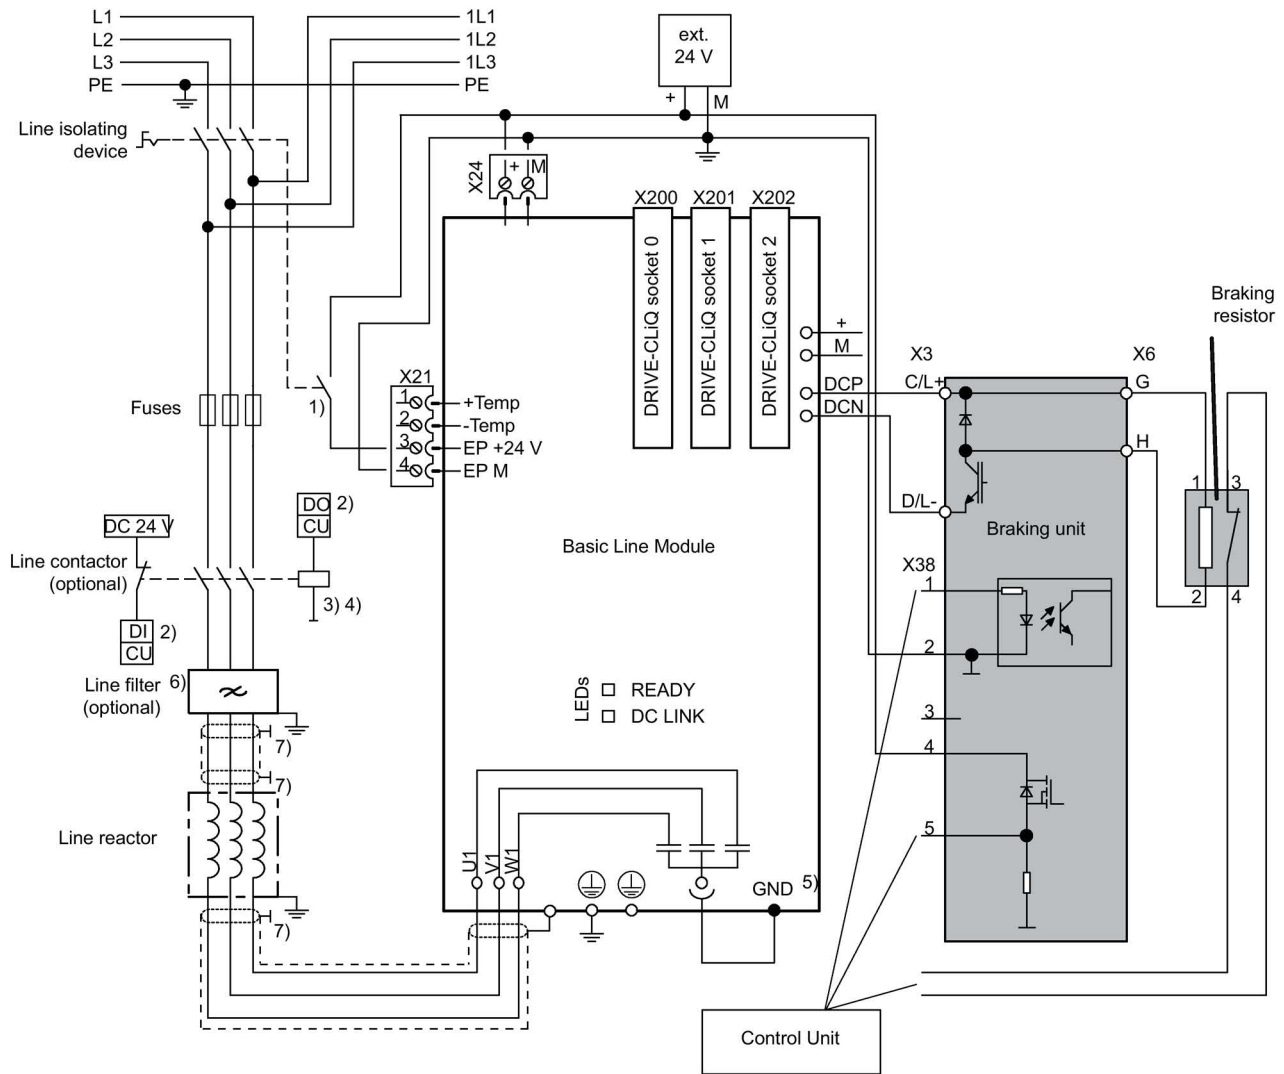 L1
L2
L3
PE
1L1
1L2
1L3
PE
ext.
24 V
+
M
Line isolating
device
X24
+ M
X200
X201
X202
DRIVE-CLiQ socket 0
DRIVE-CLiQ socket 1
DRIVE-CLiQ socket 2
+
M
DCP
DCN
Braking
resistor
X3
C/L+
X6
G
H
D/L-
Fuses
1)
X21
1
2
3
4
+Temp
-Temp
EP +24 V
EP M
1
3
2
4
Braking unit
Basic Line Module
DC 24 V
DO
CU
2)
Line contactor
(optional)
3) 4)
DI
CU
2)
X38
1
2
3
4
5
Line filter
(optional)
6)
7)
7)
LEDs
READY
DC LINK
Line reactor
7)
U1
V1
W1
GND
5)
Control Unit